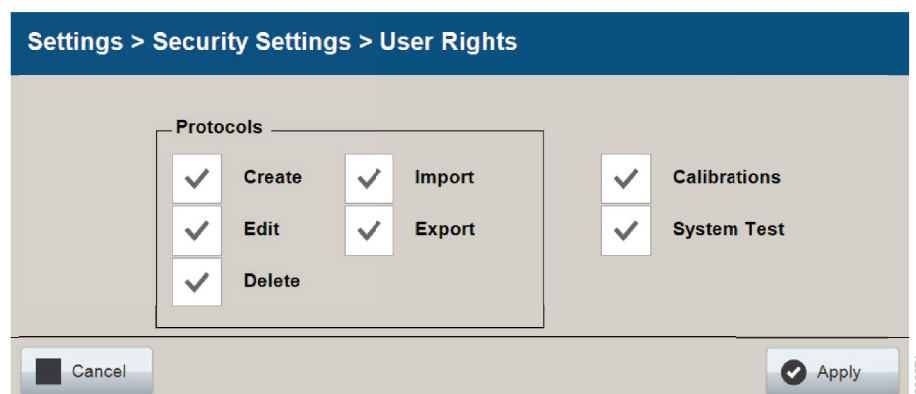 Settings > Security Settings > User Rights
Protocols
Create Import Calibrations
Edit Export System Test
Delete
Cancel Apply